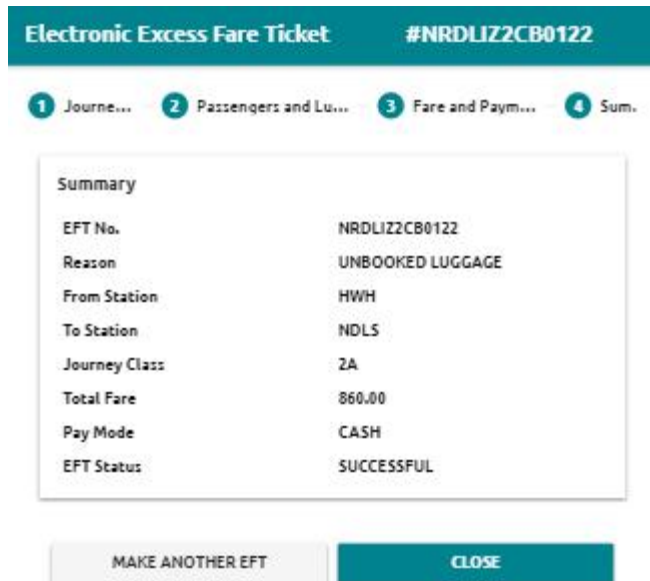 Electronic Excess Fare Ticket #NRDLIZ2CB0122
1 Journe... 2 Passengers and Lu... 3 Fare and Paym... 4 Sum.
Summary
EFT No. NRDLIZ2CB0122
Reason UNBOOKED LUGGAGE
From Station HWH
To Station NDLS
Journey Class 2A
Total Fare 860.00
Pay Mode CASH
EFT Status SUCCESSFUL
MAKE ANOTHER EFT CLOSE